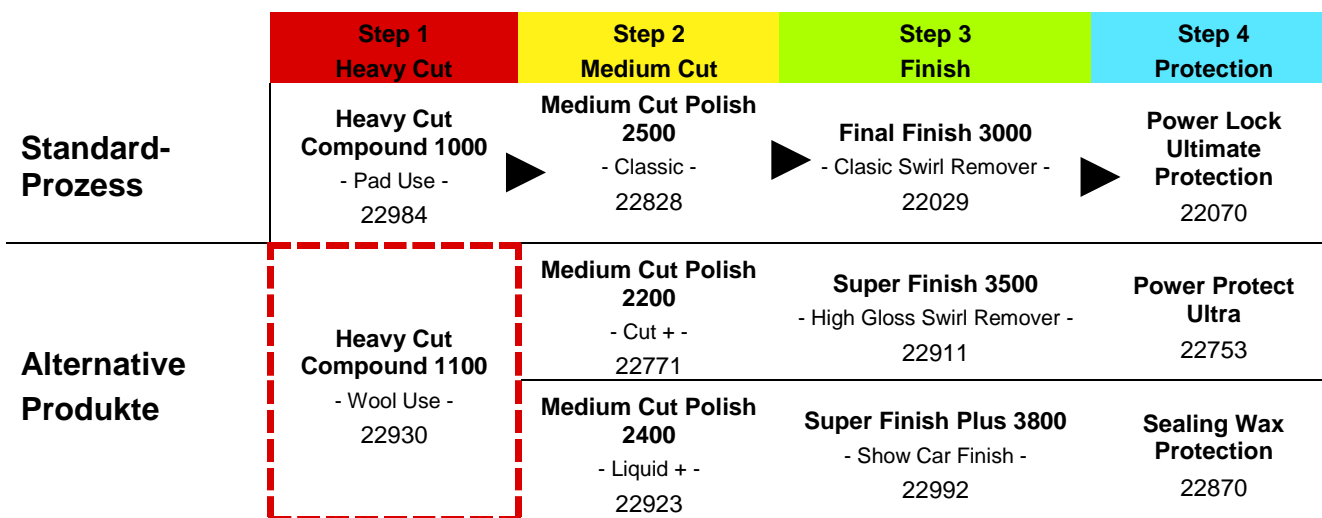 Step 1
Heavy Cut
Step 2
Medium Cut
Step 3
Finish
Step 4
Protection
Standard-
Prozess
Heavy Cut
Compound 1000
- Pad Use -
22984
Medium Cut Polish
2500
- Classic -
22828
Final Finish 3000
- Clasic Swirl Remover -
22029
Power Lock
Ultimate
Protection
22070
Alternative
Produkte
Heavy Cut
Compound 1100
- Wool Use -
22930
Medium Cut Polish
2200
- Cut + -
22771
Super Finish 3500
- High Gloss Swirl Remover -
22911
Power Protect
Ultra
22753
Medium Cut Polish
2400
- Liquid + -
22923
Super Finish Plus 3800
- Show Car Finish -
22992
Sealing Wax
Protection
22870